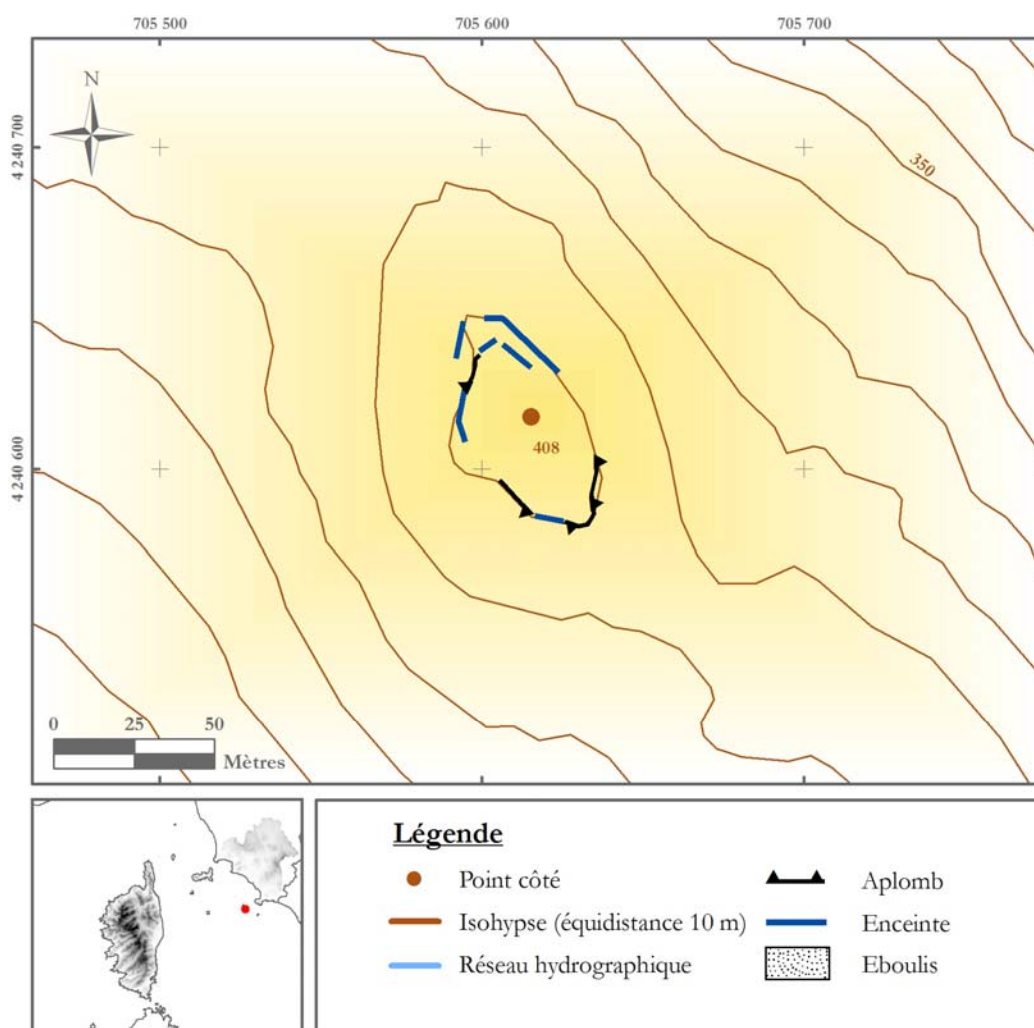 705 500 705 600 705 700
N
4 240 700
350
408
4 240 600
0 25 50
Mètres
Légende
Point côté
Isohypse (équidistance 10 m)
Réseau hydrographique
Aplomb
Enceinte
Eboulis